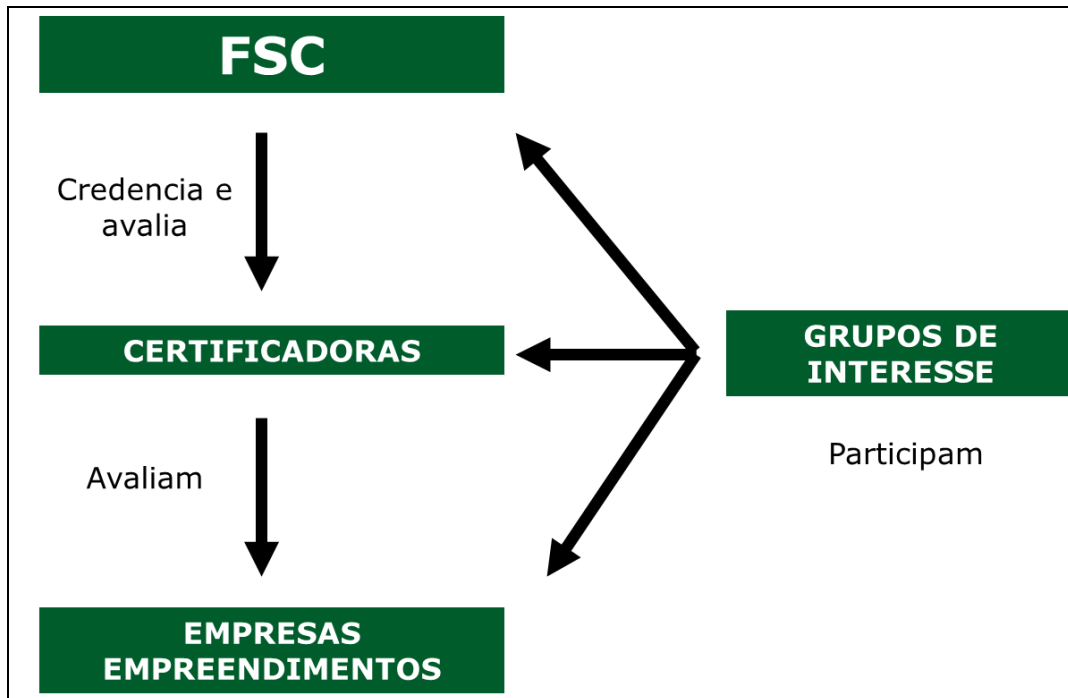 FSC
Credencia e
avalia
CERTIFICADORAS
GRUPOS DE
INTERESSE
Participam
Avaliam
EMPRESAS
EMPREENDIMENTOS